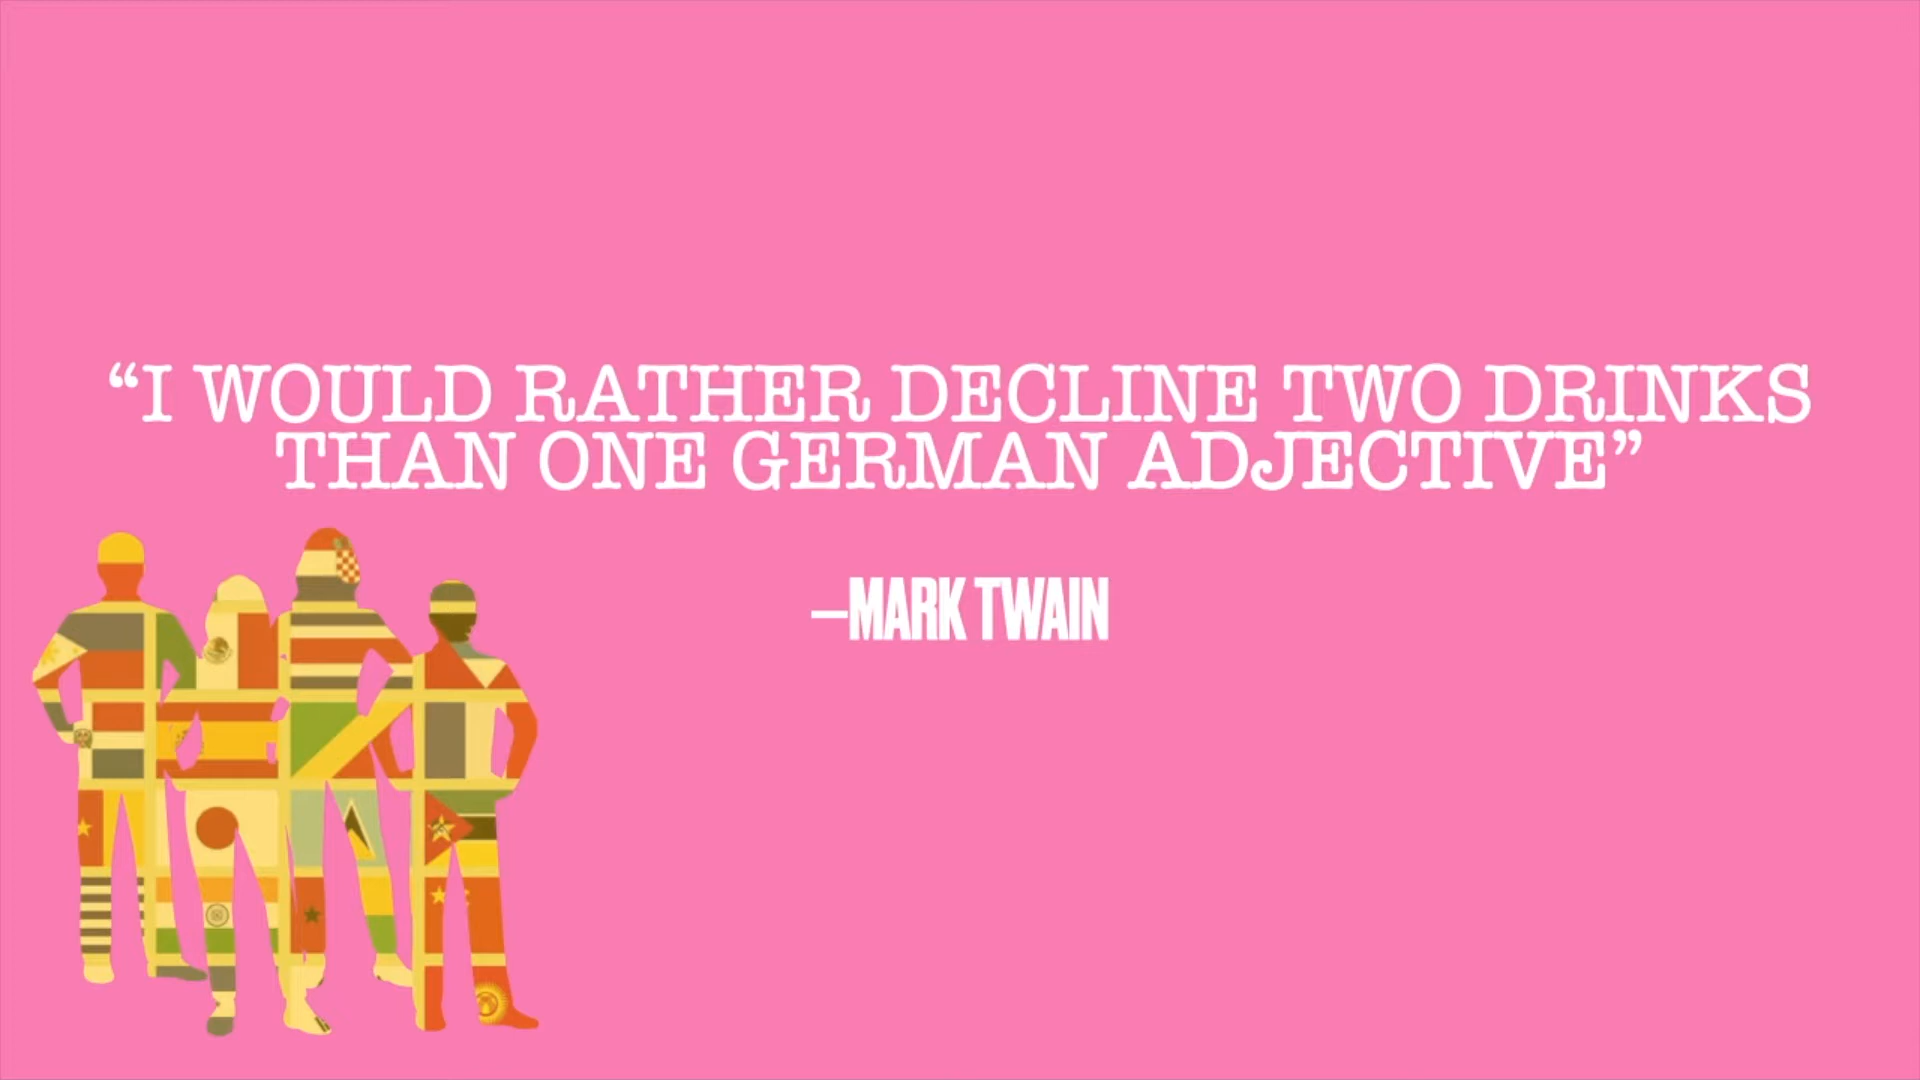 “I WOULD RATHER DECLINE TWO DRINKS
THAN ONE GERMAN ADJECTIVE”
–MARK TWAIN